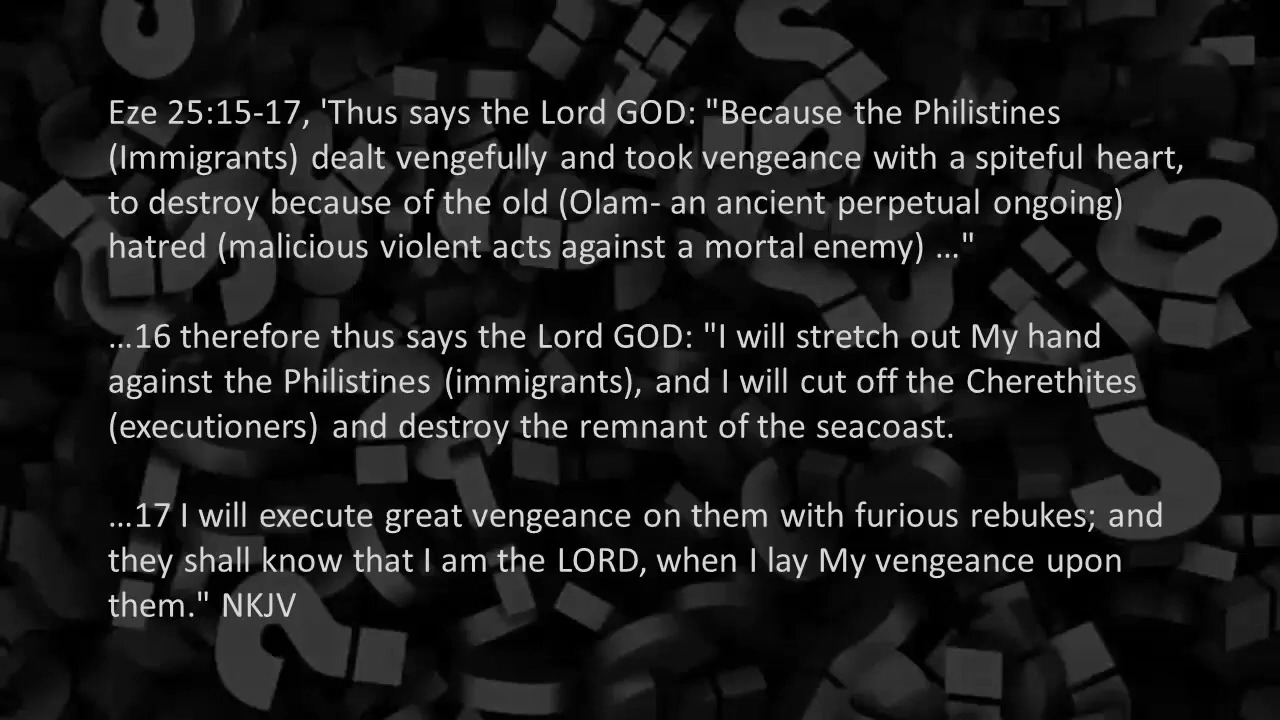 Eze 25:15-17, 'Thus says the Lord GOD: "Because the Philistines
(Immigrants) dealt vengefully and took vengeance with a spiteful heart,
to destroy because of the old (Olam- an ancient perpetual ongoing)
hatred (malicious violent acts against a mortal enemy) ..."
...16 therefore thus says the Lord GOD: "I will stretch out My hand
against the Philistines (immigrants), and I will cut off the Cherethites
(executioners) and destroy the remnant of the seacoast.
...17 I will execute great vengeance on them with furious rebukes; and
they shall know that I am the LORD, when I lay My vengeance upon
them." NKJV